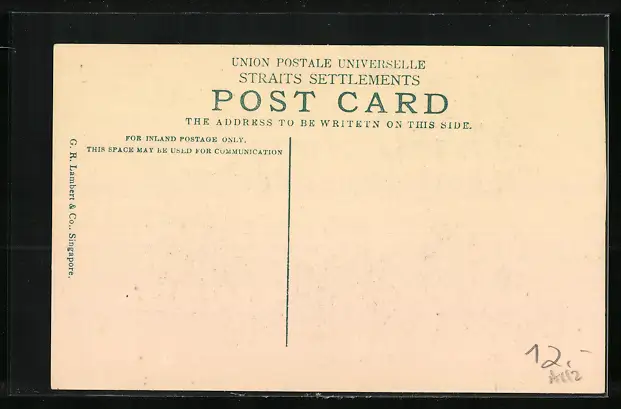 UNION POSTALE UNIVERSELLE
STRAITS SETTLEMENTS
POST CARD
THE ADDRESS TO BE WRITETN ON THIS SIDE.
FOR INLAND POSTAGE ONLY,
THIS SPACE MAY BE USED FOR COMMUNICATION
G. R. Lambert & Co., Singapore.
12,-